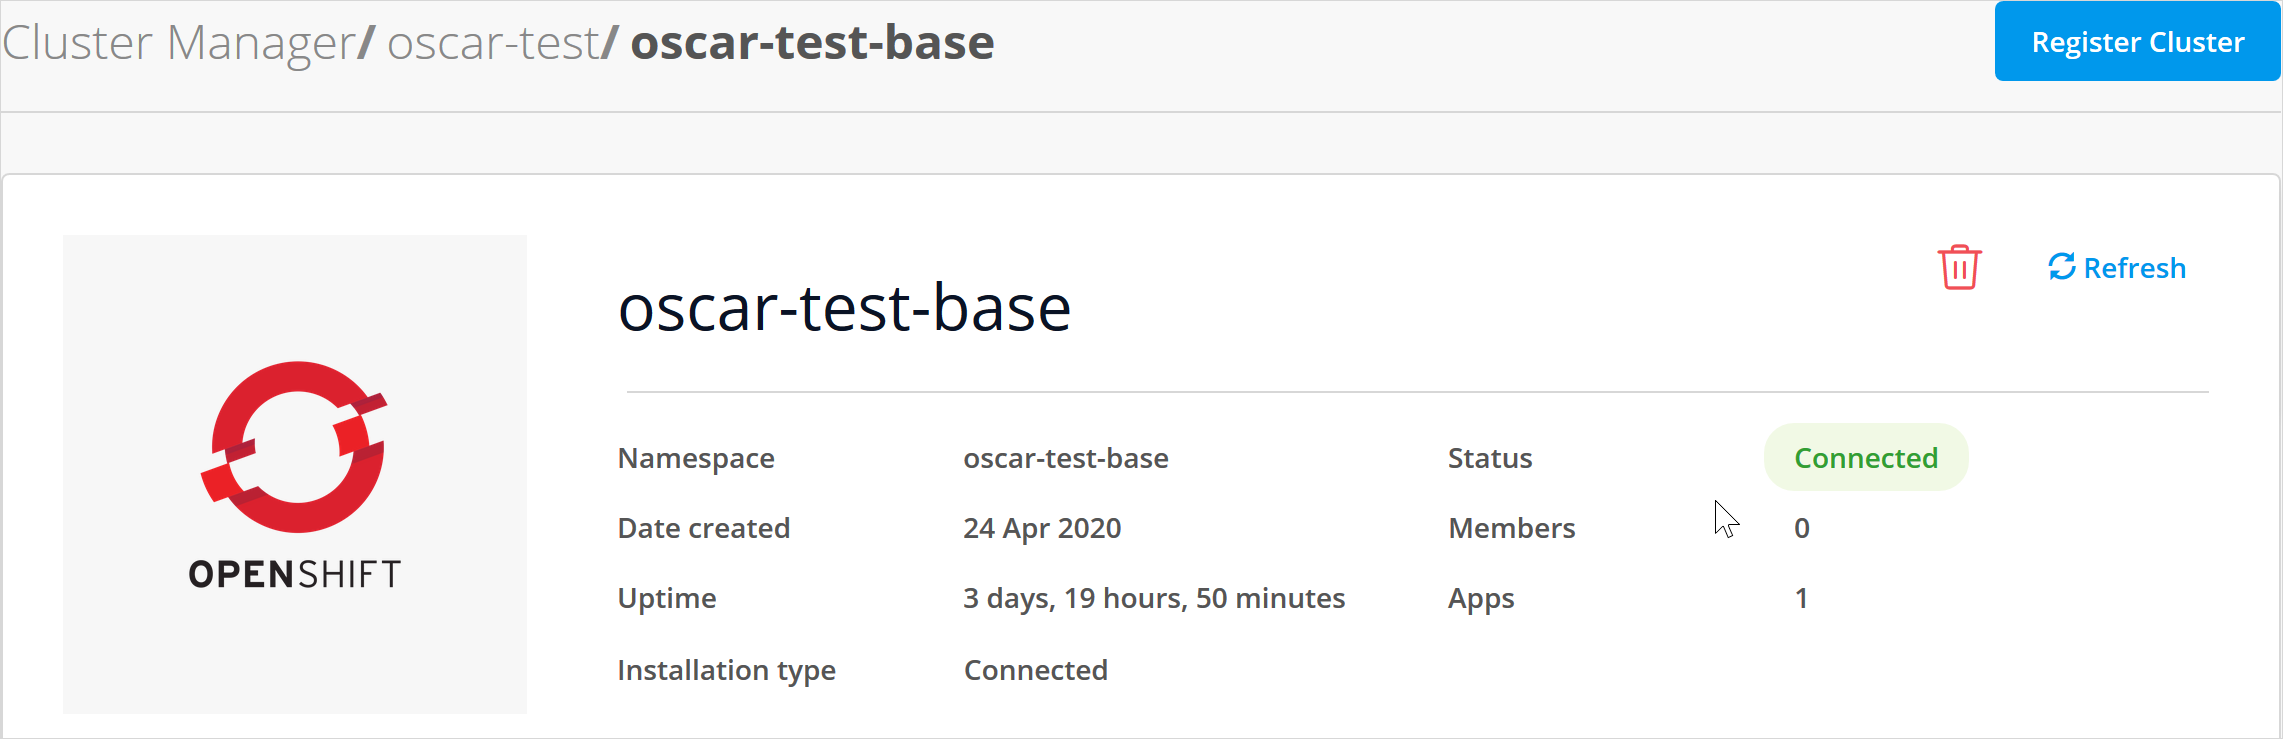 Cluster Manager/ oscar-test/ oscar-test-base
Register Cluster
OPENSHIFT
oscar-test-base
Refresh
Namespace oscar-test-base Status Connected
Date created 24 Apr 2020 Members 0
Uptime 3 days, 19 hours, 50 minutes Apps 1
Installation type Connected